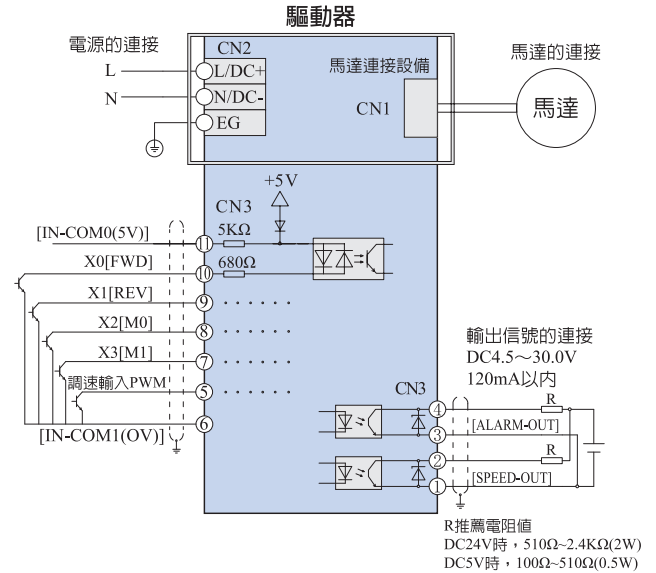 驅動器
電源的連接
CN2
L
L/DC+
N
N/DC-
EG
馬達連接設備
CN1
馬達的連接
馬達
+5V
CN3
[IN-COM0(5V)]
⑪
5KΩ
X0[FWD]
⑩
680Ω
X1[REV]
⑨
X2[M0]
⑧
X3[M1]
⑦
調速輸入PWM
⑤
[IN-COM1(OV)]
⑥
輸出信號的連接
DC4.5～30.0V
120mA以内
CN3
R
④
[ALARM-OUT]
③
R
②
[SPEED-OUT]
①
R推薦電阻值
DC24V時，510Ω~2.4KΩ(2W)
DC5V時，100Ω~510Ω(0.5W)